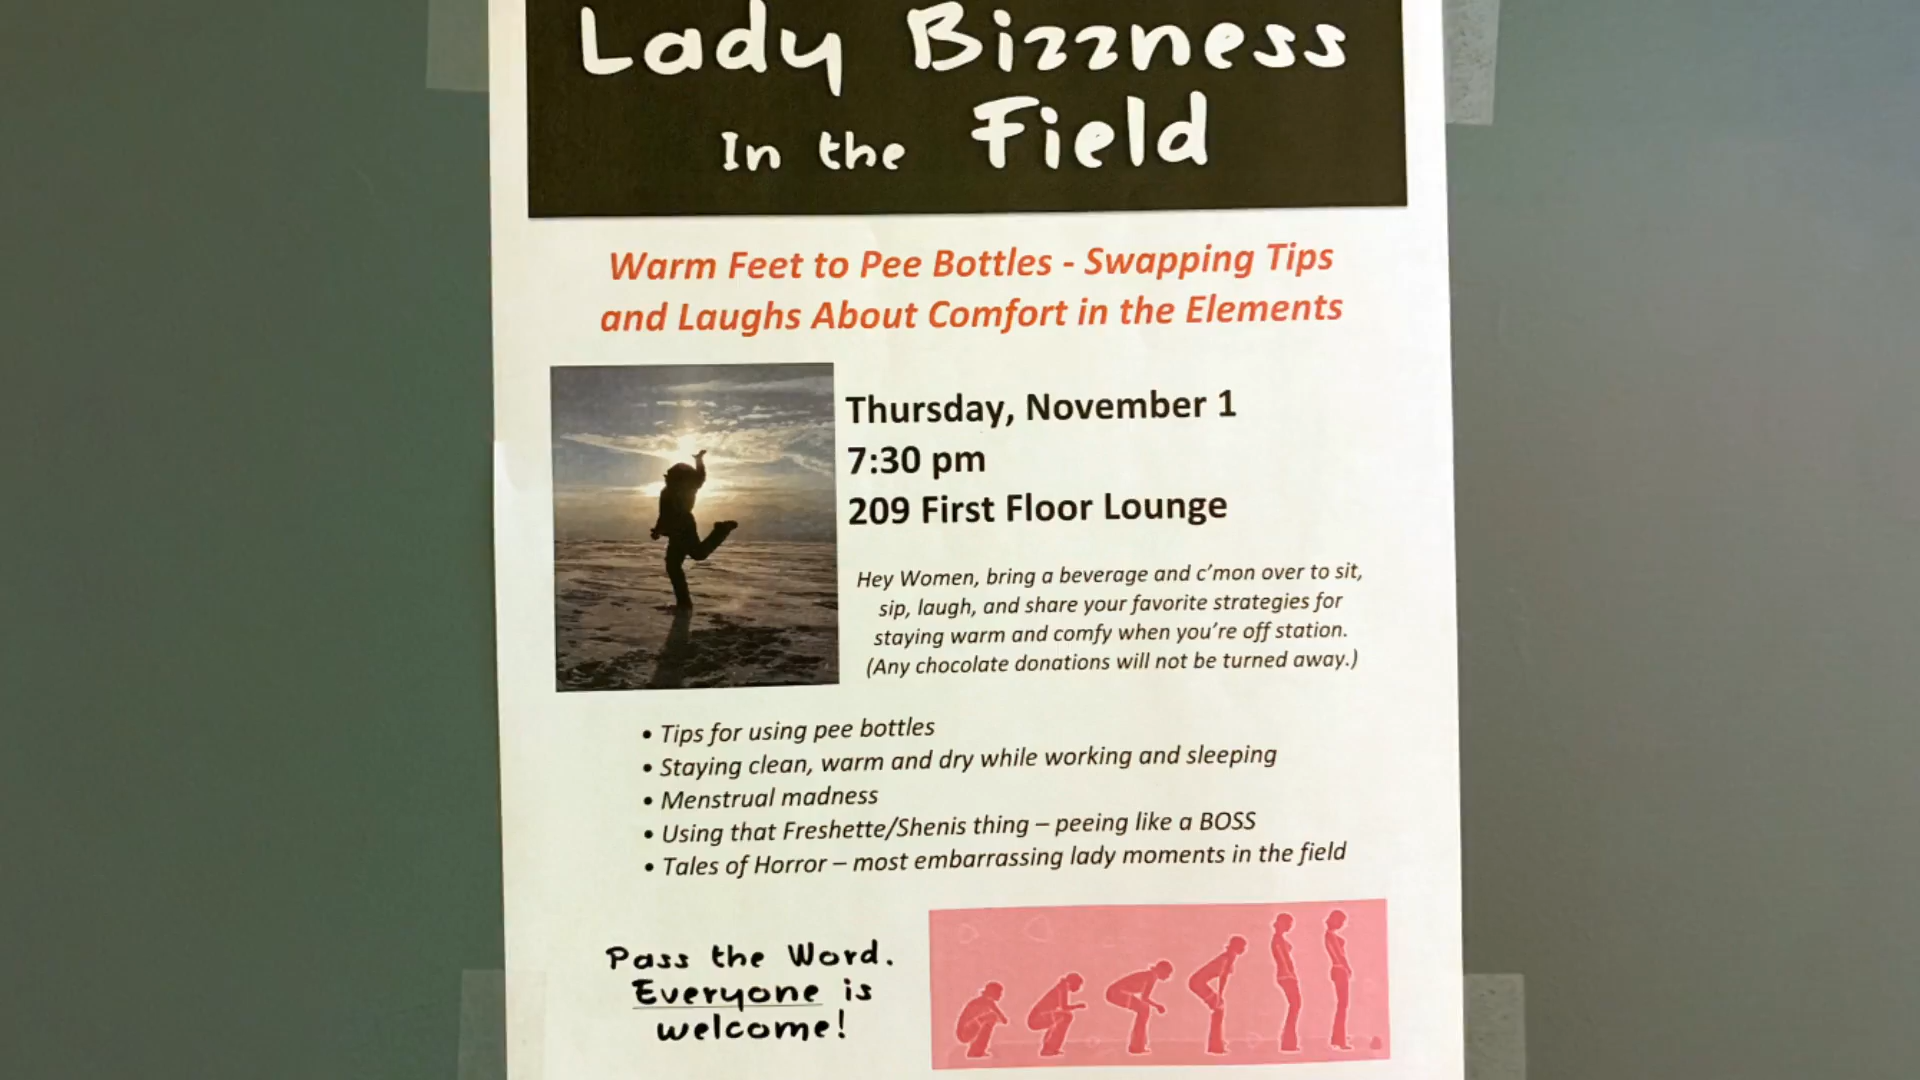 Lady Bizzness
In the Field
Warm Feet to Pee Bottles - Swapping Tips
and Laughs About Comfort in the Elements
Thursday, November 1
7:30 pm
209 First Floor Lounge
Hey Women, bring a beverage and c’mon over to sit,
sip, laugh, and share your favorite strategies for
staying warm and comfy when you’re off station.
(Any chocolate donations will not be turned away.)
• Tips for using pee bottles
• Staying clean, warm and dry while working and sleeping
• Menstrual madness
• Using that Freshette/Shenis thing – peeing like a BOSS
• Tales of Horror – most embarrassing lady moments in the field
Pass the Word.
Everyone is
welcome!